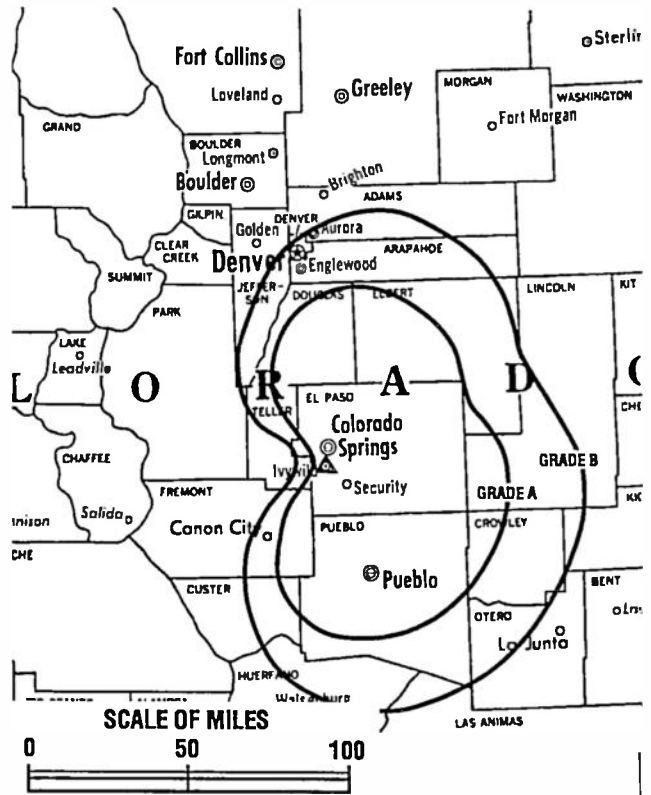 Fort Collins
Loveland
Greeley
MORGAN
WASHINGTON
Fort Morgan
GRAND
BOULDER
Longmont
Boulder
Brighton
ADAMS
GILPIN
Golden
DENVER
Aurora
CLEAR
CREEK
ARAPAHOE
Denver
Englewood
SUMMIT
JEFFER-
SON
DOUGLAS
ELBERT
LINCOLN
KIT
PARK
LAKE
Leadville
L O R A D
TELLER
EL PASO
Colorado
Springs
CHAFFEE
Security
GRADE A
GRADE B
FREMONT
Salida
Canon City
PUEBLO
CROWLEY
Pueblo
CUSTER
BENT
OTERO
La Junta
HUERFANO
Walsenburg
LAS ANIMAS
SCALE OF MILES
0 50 100